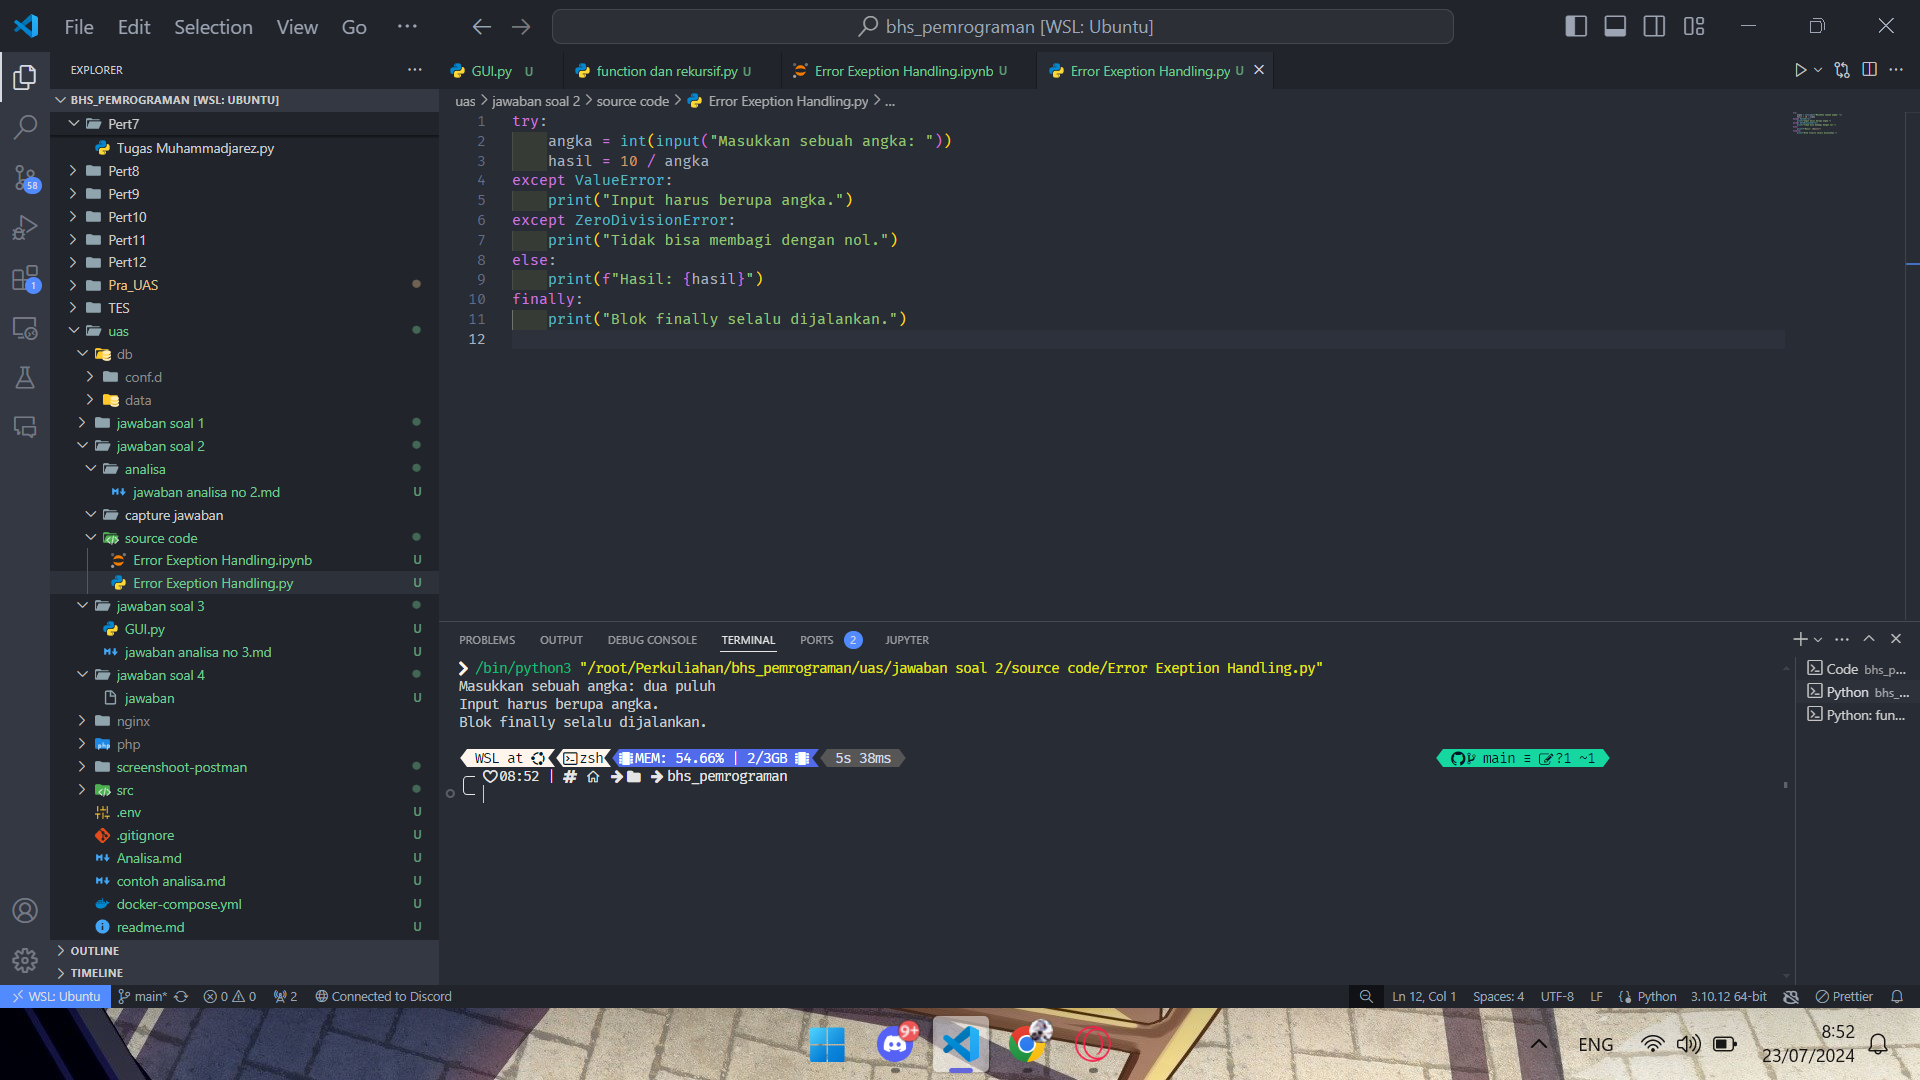 File Edit Selection View Go ...
bhs_pemrograman [WSL: Ubuntu]
EXPLORER
BHS_PEMROGRAMAN [WSL: UBUNTU]
Pert7
Tugas Muhammadjarez.py
Pert8
Pert9
Pert10
Pert11
Pert12
Pra_UAS
TES
uas
db
conf.d
data
jawaban soal 1
jawaban soal 2
analisa
jawaban analisa no 2.md U
capture jawaban
source code
Error Exeption Handling.ipynb U
Error Exeption Handling.py U
jawaban soal 3
GUI.py U
jawaban analisa no 3.md U
jawaban soal 4
jawaban U
nginx
php
screenshoot-postman
src
.env U
.gitignore U
Analisa.md U
contoh analisa.md U
docker-compose.yml U
readme.md U
OUTLINE
TIMELINE
58
1
GUI.py U
function dan rekursif.py U
Error Exeption Handling.ipynb U
Error Exeption Handling.py U
uas > jawaban soal 2 > source code > Error Exeption Handling.py > ...
1 try:
2 angka = int(input("Masukkan sebuah angka: "))
3 hasil = 10 / angka
4 except ValueError:
5 print("Input harus berupa angka.")
6 except ZeroDivisionError:
7 print("Tidak bisa membagi dengan nol.")
8 else:
9 print(f"Hasil: {hasil}")
10 finally:
11 print("Blok finally selalu dijalankan.")
12
PROBLEMS OUTPUT DEBUG CONSOLE TERMINAL PORTS 2 JUPYTER
/bin/python3 "/root/Perkuliahan/bhs_pemrograman/uas/jawaban soal 2/source code/Error Exeption Handling.py"
Masukkan sebuah angka: dua puluh
Input harus berupa angka.
Blok finally selalu dijalankan.
WSL at zsh MEM: 54.66% | 2/3GB 5s 38ms
main ≡ ?1 ~1
08:52 | # bhs_pemrograman
Code bhs_p...
Python bhs_...
Python: fun...
WSL: Ubuntu main* 0 0 2 Connected to Discord
Ln 12, Col 1 Spaces: 4 UTF-8 LF Python 3.10.12 64-bit Prettier
9+
ENG
8:52
23/07/2024